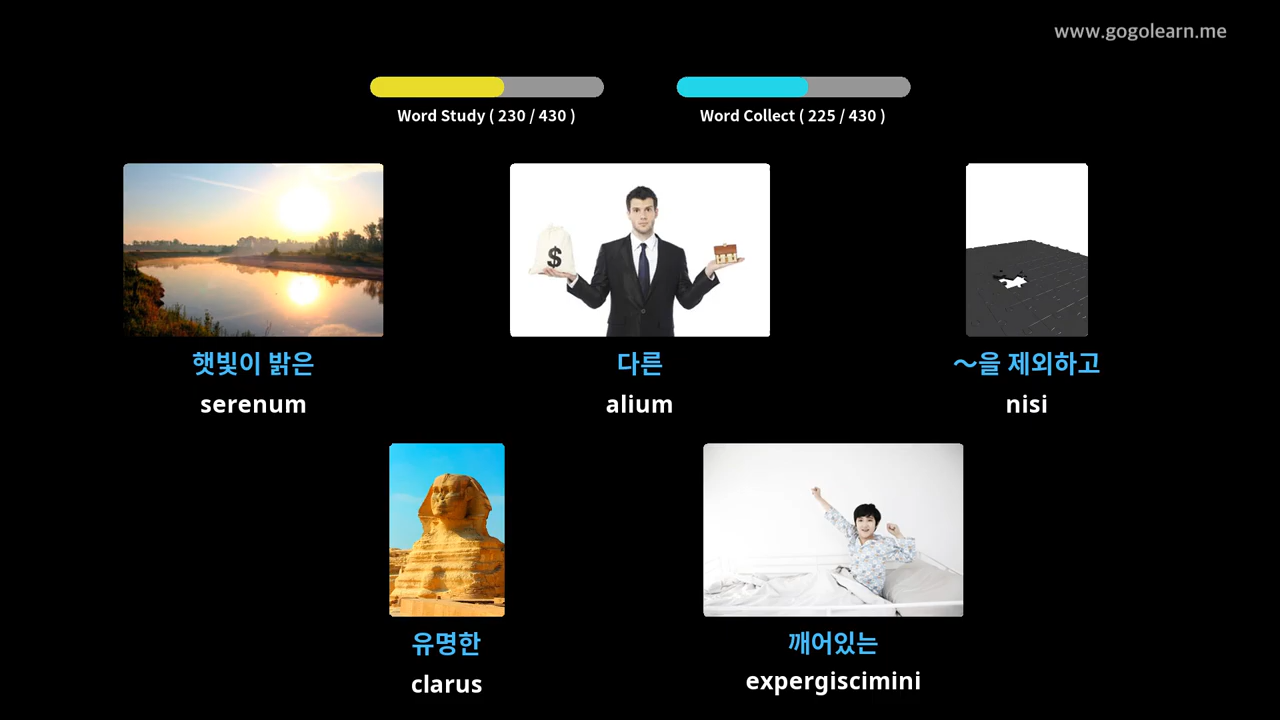 www.gogolearn.me
Word Study ( 230 / 430 )
Word Collect ( 225 / 430 )
햇빛이 밝은
serenum
다른
alium
～을 제외하고
nisi
유명한
clarus
깨어있는
expergiscimini
$